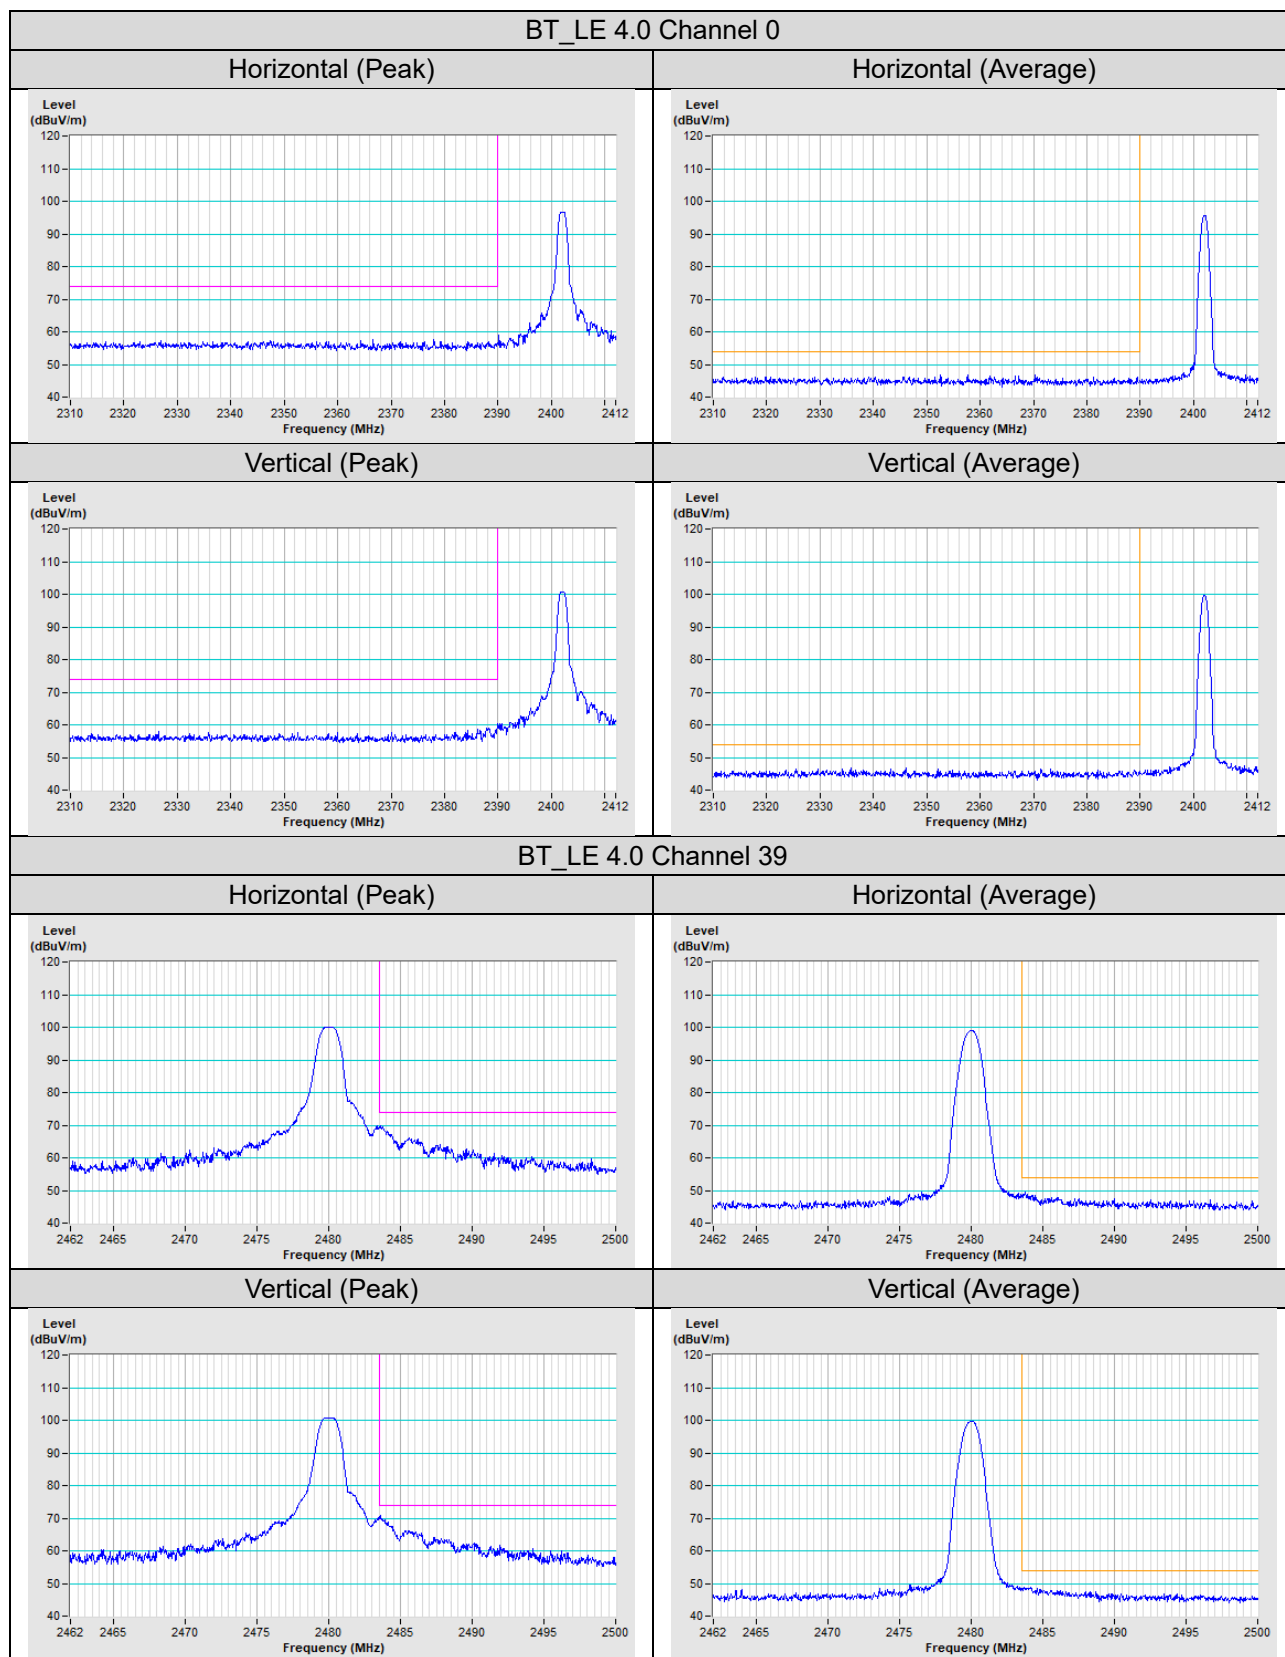 BT_LE 4.0 Channel 0
Horizontal (Peak)
Horizontal (Average)
Level
(dBuV/m)
120
110
100
90
80
70
60
50
40
2310 2320 2330 2340 2350 2360 2370 2380 2390 2400 2412
Frequency (MHz)
Level
(dBuV/m)
120
110
100
90
80
70
60
50
40
2310 2320 2330 2340 2350 2360 2370 2380 2390 2400 2412
Frequency (MHz)
Vertical (Peak)
Vertical (Average)
Level
(dBuV/m)
120
110
100
90
80
70
60
50
40
2310 2320 2330 2340 2350 2360 2370 2380 2390 2400 2412
Frequency (MHz)
Level
(dBuV/m)
120
110
100
90
80
70
60
50
40
2310 2320 2330 2340 2350 2360 2370 2380 2390 2400 2412
Frequency (MHz)
BT_LE 4.0 Channel 39
Horizontal (Peak)
Horizontal (Average)
Level
(dBuV/m)
120
110
100
90
80
70
60
50
40
2462 2465 2470 2475 2480 2485 2490 2495 2500
Frequency (MHz)
Level
(dBuV/m)
120
110
100
90
80
70
60
50
40
2462 2465 2470 2475 2480 2485 2490 2495 2500
Frequency (MHz)
Vertical (Peak)
Vertical (Average)
Level
(dBuV/m)
120
110
100
90
80
70
60
50
40
2462 2465 2470 2475 2480 2485 2490 2495 2500
Frequency (MHz)
Level
(dBuV/m)
120
110
100
90
80
70
60
50
40
2462 2465 2470 2475 2480 2485 2490 2495 2500
Frequency (MHz)